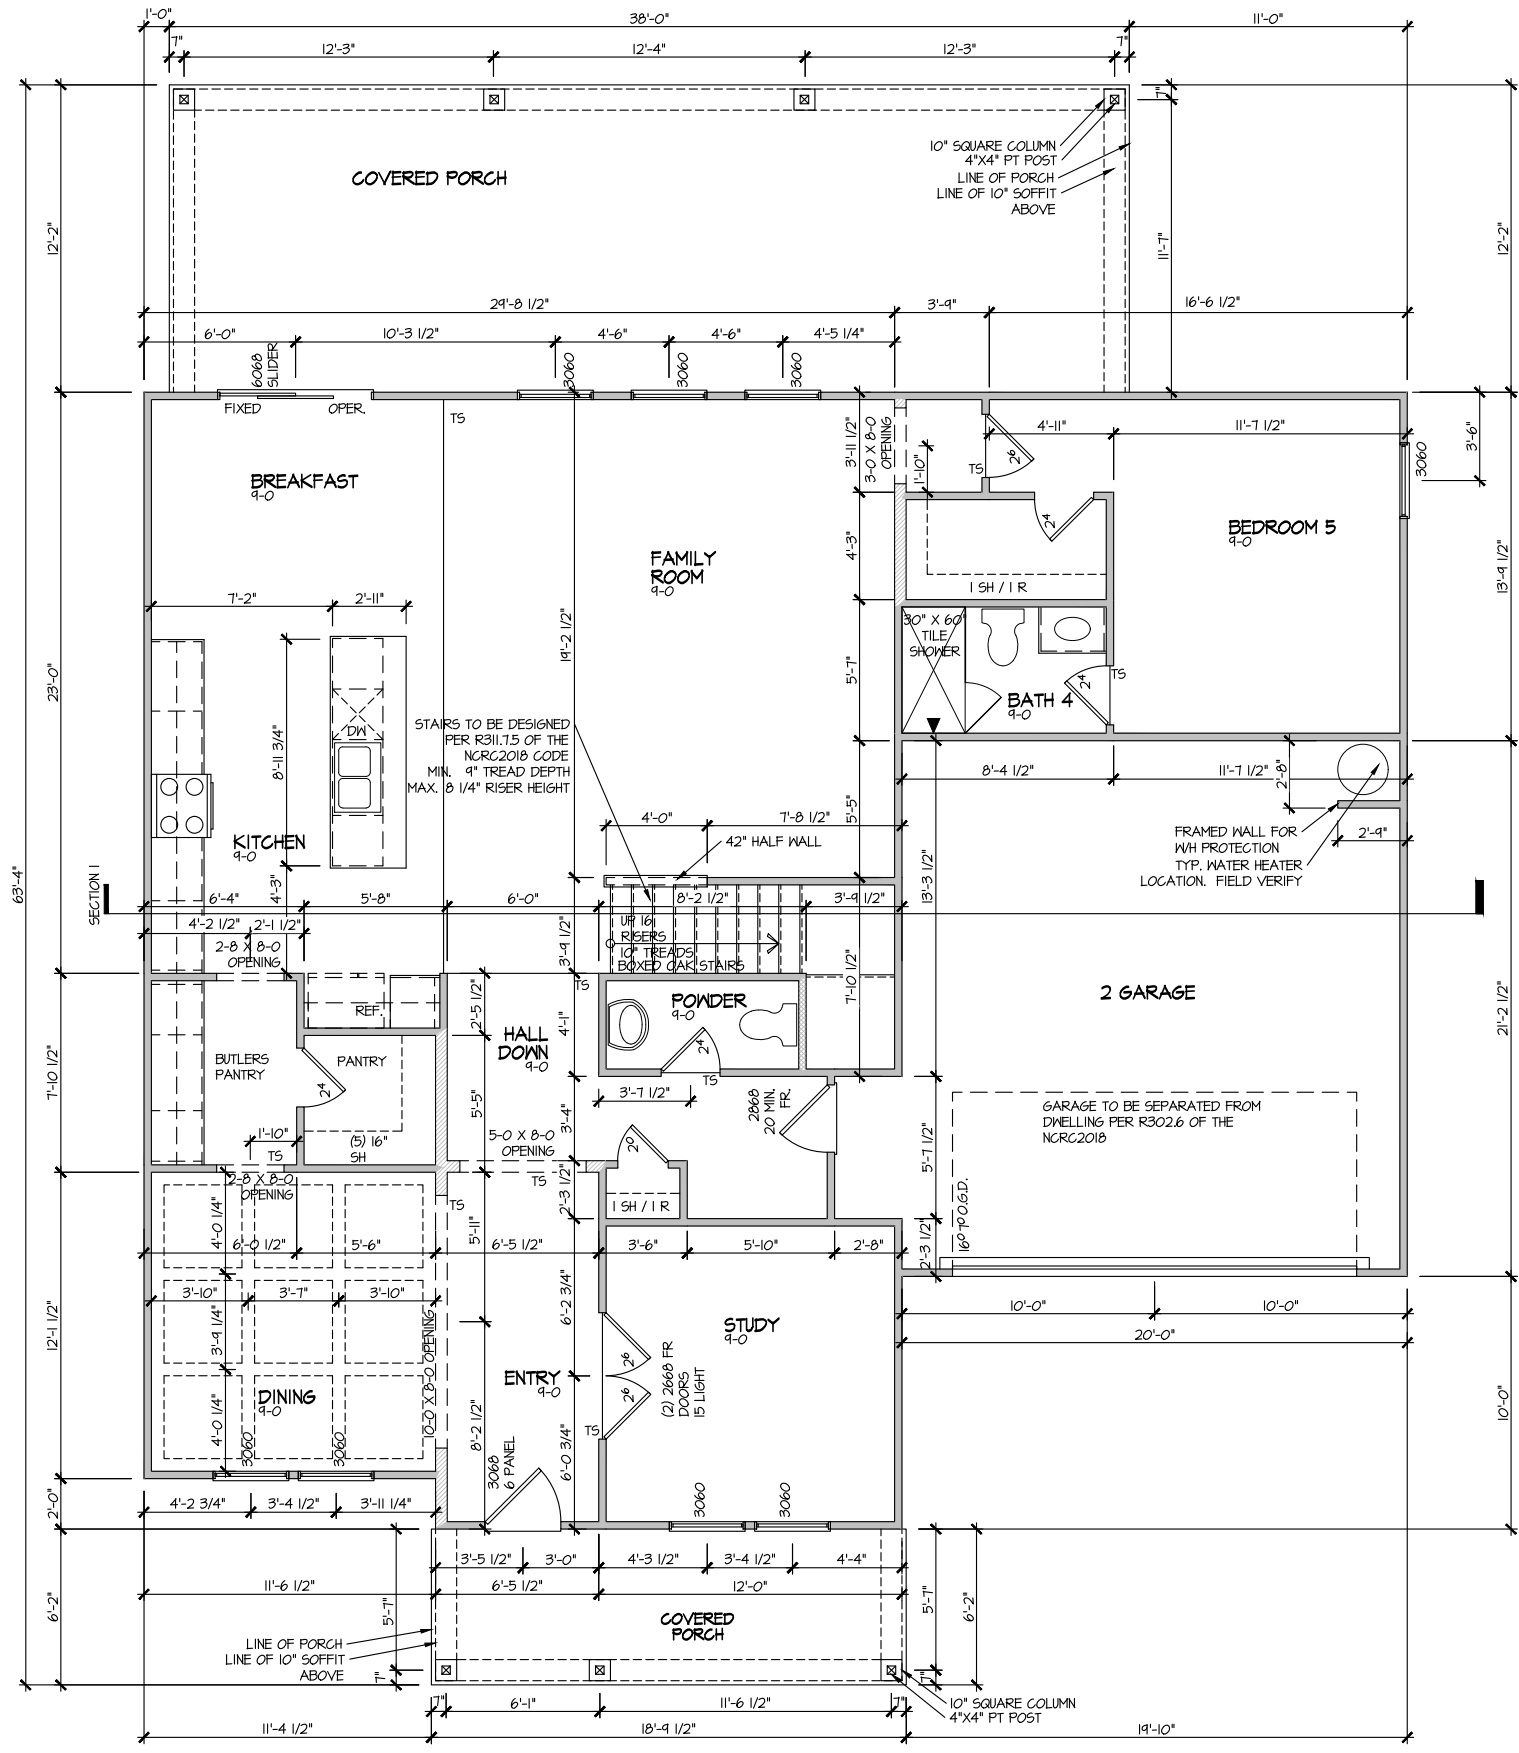 1'-0"
38'-0"
11'-0"
7"
12'-3"
12'-4"
12'-3"
7"
7"
10" SQUARE COLUMN
4"X4" PT POST
LINE OF PORCH
LINE OF 10" SOFFIT
ABOVE
COVERED PORCH
12'-2"
11'-7"
12'-2"
29'-8 1/2"
3'-9"
16'-6 1/2"
6'-0"
10'-3 1/2"
4'-6"
4'-6"
4'-5 1/4"
6068
SLIDER
3060
3060
3060
FIXED
OPER.
TS
3'-11 1/2"
3-0 X 8-0
OPENING
1'-10"
TS
2⁶
4'-11"
11'-7 1/2"
3060
3'-6"
BREAKFAST
9-0
2⁴
BEDROOM 5
9-0
4'-3"
FAMILY
ROOM
9-0
1 SH / 1 R
13'-9 1/2"
7'-2"
2'-11"
19'-2 1/2"
30" X 60"
TILE
SHOWER
5'-7"
23'-0"
2⁴
TS
BATH 4
9-0
STAIRS TO BE DESIGNED
PER R311.7.5 OF THE
NCRC2018 CODE
MIN. 9" TREAD DEPTH
MAX. 8 1/4" RISER HEIGHT
DW
8'-11 3/4"
8'-4 1/2"
11'-7 1/2"
2'-8"
5'-5"
4'-0"
7'-8 1/2"
42" HALF WALL
FRAMED WALL FOR
W/H PROTECTION
TYP. WATER HEATER
LOCATION. FIELD VERIFY
2'-9"
KITCHEN
9-0
63'-4"
SECTION 1
4'-3"
13'-3 1/2"
6'-4"
5'-8"
6'-0"
8'-2 1/2"
3'-9 1/2"
4'-2 1/2"
2'-1 1/2"
UP 16
RISERS
10" TREADS
BOXED OAK STAIRS
3'-9 1/2"
2-8 X 8-0
OPENING
7'-10 1/2"
TS
REF.
2'-5 1/2"
POWDER
9-0
2 GARAGE
21'-2 1/2"
HALL
DOWN
9-0
4'-1"
2⁴
TS
BUTLERS
PANTRY
PANTRY
2⁴
7'-10 1/2"
5'-5"
3'-7 1/2"
2868
20 MIN.
FR.
GARAGE TO BE SEPARATED FROM
DWELLING PER R302.6 OF THE
NCRC2018
1'-10"
TS
(5) 16"
SH
5-0 X 8-0
OPENING
3'-4"
2⁰
5'-7 1/2"
2-8 X 8-0
OPENING
TS
TS
2'-3 1/2"
1 SH / 1 R
16⁰7⁰ O.G.D.
4'-0 1/4"
5'-11"
2'-3 1/2"
6'-0 1/2"
5'-6"
6'-5 1/2"
3'-6"
5'-10"
2'-8"
3'-10"
3'-7"
3'-10"
6'-2 3/4"
10'-0"
10'-0"
20'-0"
12'-1 1/2"
3'-9 1/4"
10-0 X 8-0 OPENING
STUDY
9-0
2⁶
2⁶
(2) 2668 FR
DOORS
15 LIGHT
ENTRY
9-0
DINING
9-0
10'-0"
4'-0 1/4"
3060
3060
8'-2 1/2"
3068
6 PANEL
6'-0 3/4"
TS
3060
3060
2'-0"
4'-2 3/4"
3'-4 1/2"
3'-11 1/4"
3'-5 1/2"
3'-0"
4'-3 1/2"
3'-4 1/2"
4'-4"
11'-6 1/2"
6'-5 1/2"
12'-0"
6'-2"
5'-7"
5'-7"
6'-2"
COVERED
PORCH
LINE OF PORCH
LINE OF 10" SOFFIT
ABOVE
7"
7"
10" SQUARE COLUMN
4"X4" PT POST
7"
6'-1"
11'-6 1/2"
7"
11'-4 1/2"
18'-9 1/2"
19'-10"